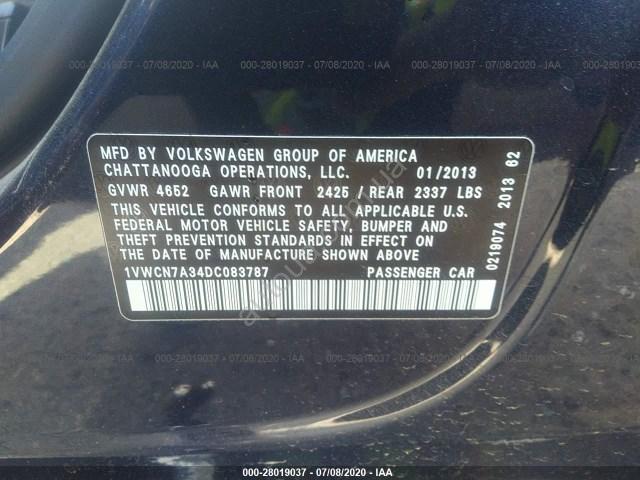 000-28019037 - 07/08/2020 - IAA
MFD BY VOLKSWAGEN GROUP OF AMERICA
CHATTANOOGA OPERATIONS, LLC. 01/2013
GVWR 4652 GAWR FRONT 2425 / REAR 2337 LBS
THIS VEHICLE CONFORMS TO ALL APPLICABLE U.S.
FEDERAL MOTOR VEHICLE SAFETY, BUMPER AND
THEFT PREVENTION STANDARDS IN EFFECT ON
THE DATE OF MANUFACTURE SHOWN ABOVE
1VWCN7A34DC083787 PASSENGER CAR
0219074 2013 62
000-28019037 - 07/08/2020 - IAA